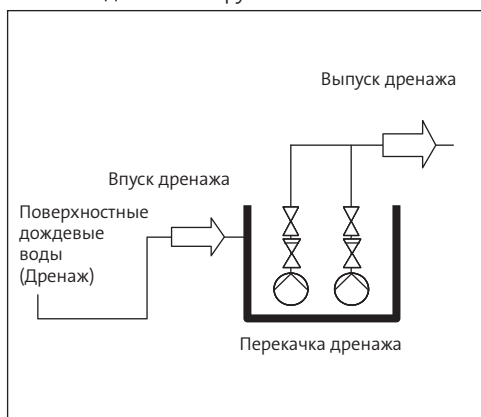 Выпуск дренажа
Впуск дренажа
Поверхностные
дождевые
воды
(Дренаж)
Перекачка дренажа